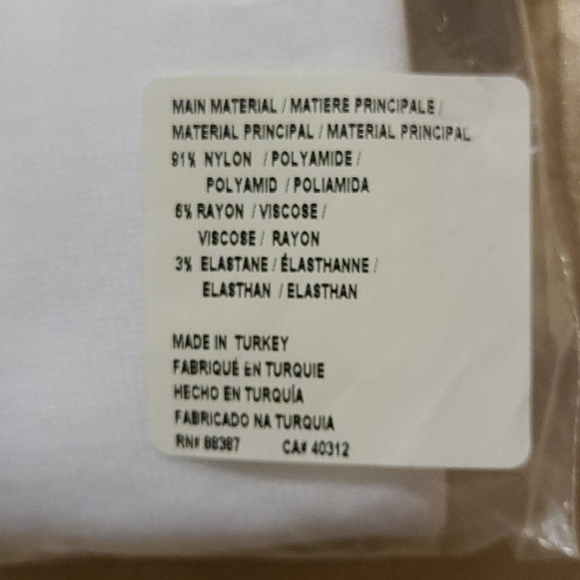 MAIN MATERIAL / MATIERE PRINCIPALE /
MATERIAL PRINCIPAL / MATERIAL PRINCIPAL
91% NYLON / POLYAMIDE /
POLYAMID / POLIAMIDA
6% RAYON / VISCOSE /
VISCOSE / RAYON
3% ELASTANE / ÉLASTHANNE /
ELASTHAN / ELASTHAN
MADE IN TURKEY
FABRIQUÉ EN TURQUIE
HECHO EN TURQUÍA
FABRICADO NA TURQUIA
RN# 88387 CA# 40312